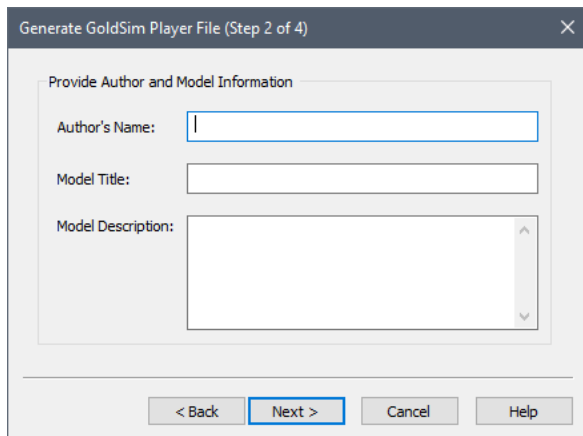 Generate GoldSim Player File (Step 2 of 4)
Provide Author and Model Information
Author's Name:
Model Title:
Model Description:
< Back Next > Cancel Help